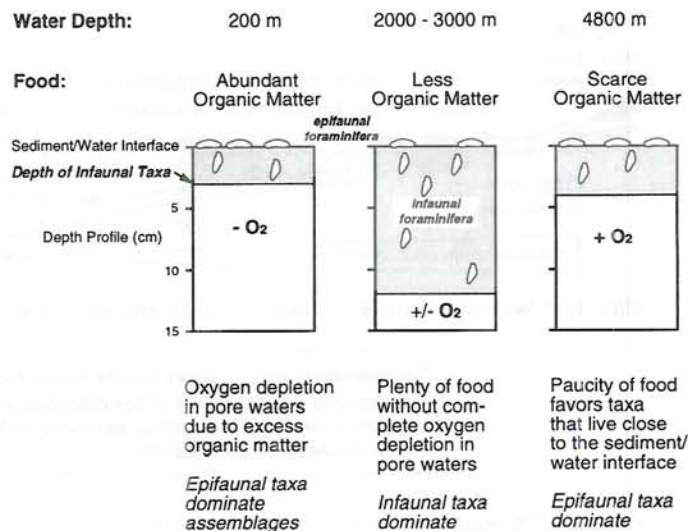 Water Depth: 200 m 2000 - 3000 m 4800 m
Food: Abundant Less Scarce
Organic Matter Organic Matter Organic Matter
epifaunal
foraminifera
Sediment/Water Interface
Depth of Infaunal Taxa
infaunal
foraminifera
5
- O2
+ O2
Depth Profile (cm)
10
+/- O2
15
Oxygen depletion
in pore waters
due to excess
organic matter
Epifaunal taxa
dominate
assemblages
Plenty of food
without com-
plete oxygen
depletion in
pore waters
Infaunal taxa
dominate
Paucity of food
favors taxa
that live close
to the sediment/
water interface
Epifaunal taxa
dominate